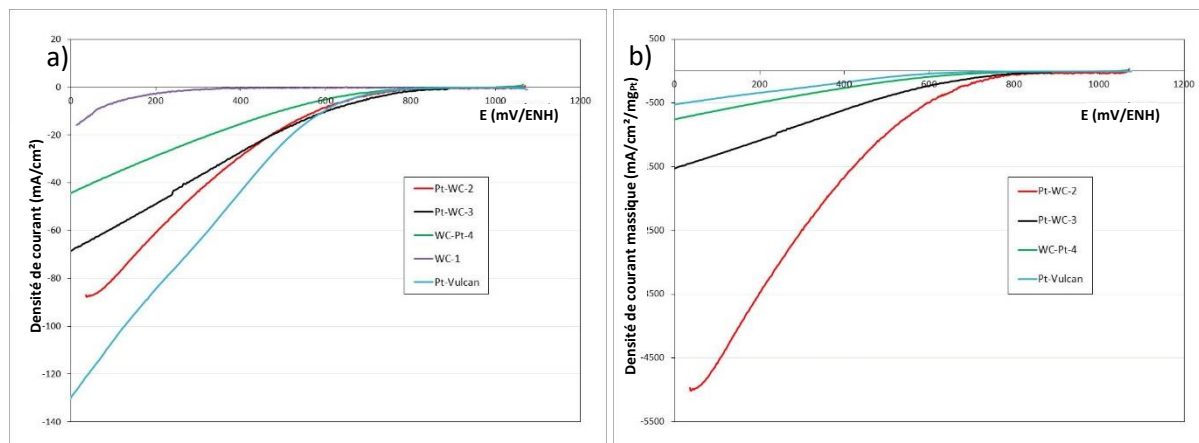 a)
20
0
-20
-40
-60
-80
-100
-120
-140
0
200
400
600
800
1000
1200
E (mV/ENH)
Densité de courant (mA/cm²)
Pt-WC-2
Pt-WC-3
WC-Pt-4
WC-1
Pt-Vulcan
b)
500
-500
500
500
500
-4500
-5500
0
200
400
600
800
1000
1200
E (mV/ENH)
Densité de courant massique (mA/cm²/mgPt)
Pt-WC-2
Pt-WC-3
WC-Pt-4
Pt-Vulcan